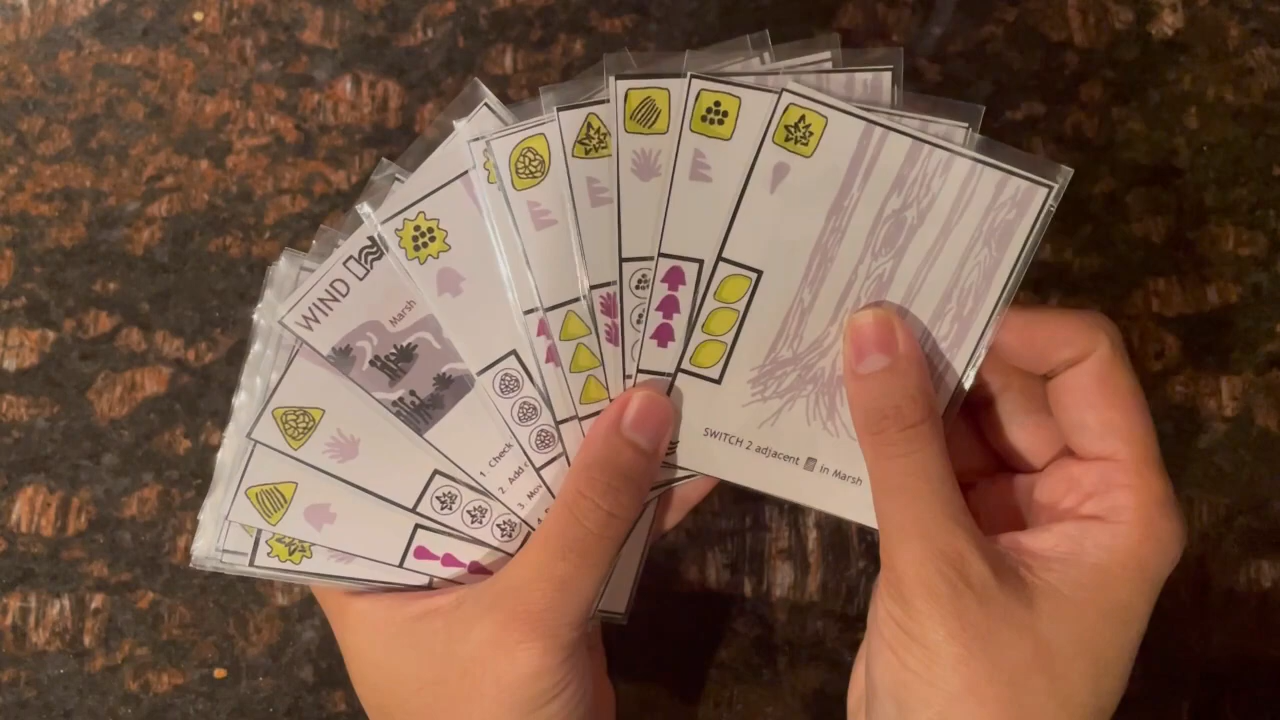 WIND
Marsh
1. Check
2. Add
3. Mov
SWITCH 2 adjacent in Marsh